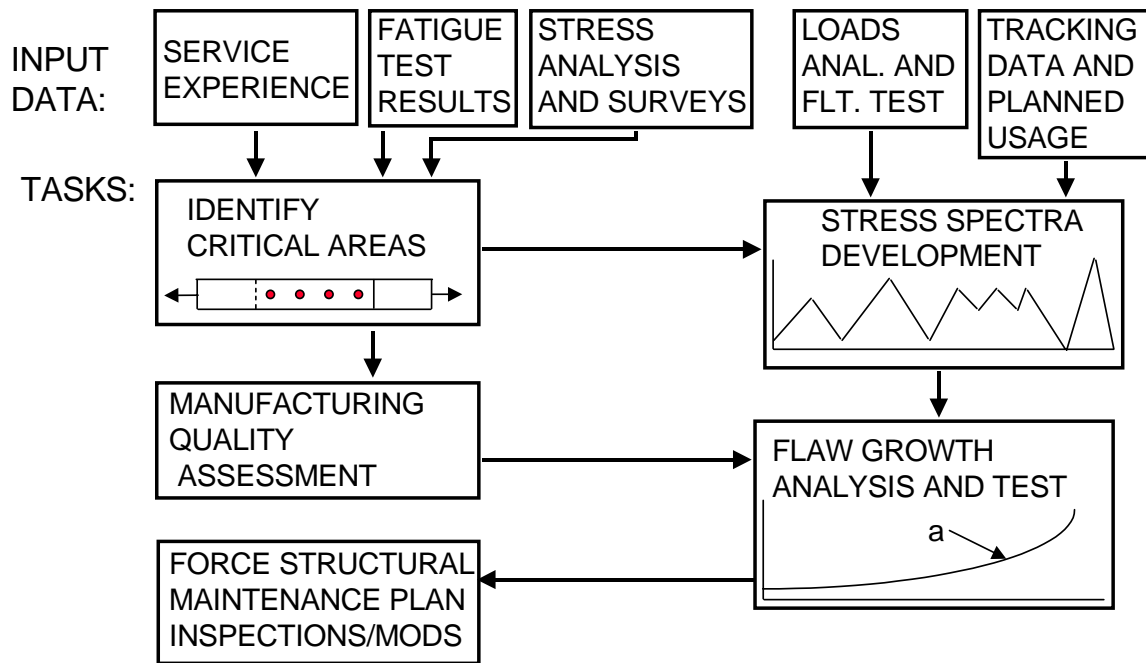 INPUT
DATA:
SERVICE
EXPERIENCE
FATIGUE
TEST
RESULTS
STRESS
ANALYSIS
AND SURVEYS
LOADS
ANAL. AND
FLT. TEST
TRACKING
DATA AND
PLANNED
USAGE
TASKS:
IDENTIFY
CRITICAL AREAS
STRESS SPECTRA
DEVELOPMENT
MANUFACTURING
QUALITY
ASSESSMENT
FLAW GROWTH
ANALYSIS AND TEST
a
FORCE STRUCTURAL
MAINTENANCE PLAN
INSPECTIONS/MODS